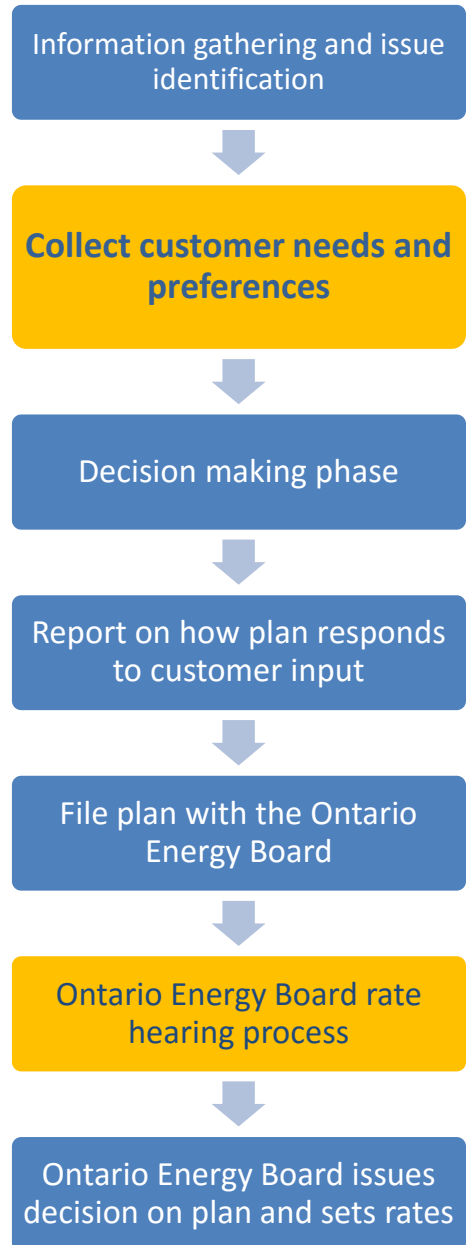 Information gathering and issue
identification
Collect customer needs and
preferences
Decision making phase
Report on how plan responds
to customer input
File plan with the Ontario
Energy Board
Ontario Energy Board rate
hearing process
Ontario Energy Board issues
decision on plan and sets rates